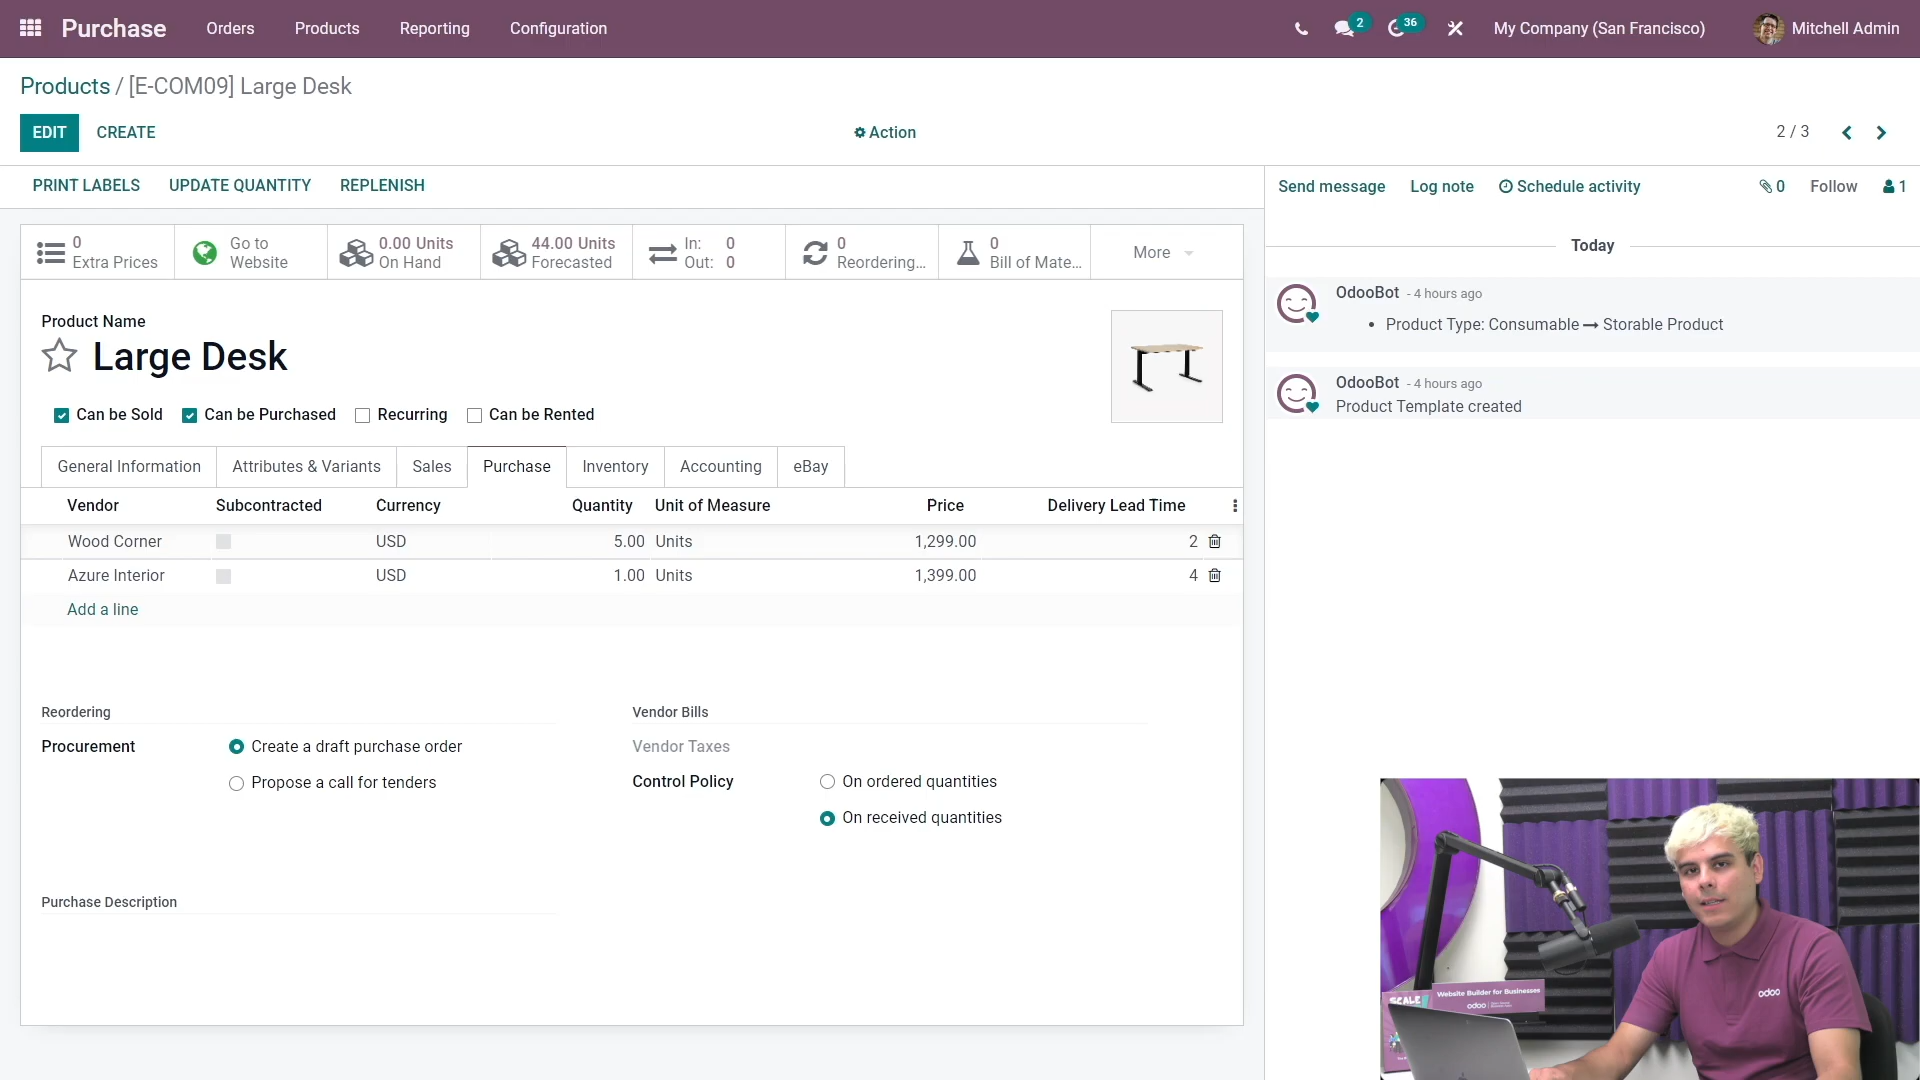 Purchase Orders Products Reporting Configuration 2 36 My Company (San Francisco) Mitchell Admin
Products / [E-COM09] Large Desk
EDIT CREATE Action 2 / 3
PRINT LABELS UPDATE QUANTITY REPLENISH
0 Extra Prices
Go to Website
0.00 Units On Hand
44.00 Units Forecasted
In: 0
Out: 0
0 Reordering...
0 Bill of Mate...
More
Product Name
Large Desk
Can be Sold Can be Purchased Recurring Can be Rented
General Information Attributes & Variants Sales Purchase Inventory Accounting eBay
Vendor Subcontracted Currency Quantity Unit of Measure Price Delivery Lead Time
Wood Corner USD 5.00 Units 1,299.00 2
Azure Interior USD 1.00 Units 1,399.00 4
Add a line
Reordering
Procurement Create a draft purchase order
Propose a call for tenders
Vendor Bills
Vendor Taxes
Control Policy On ordered quantities
On received quantities
Purchase Description
Send message Log note Schedule activity 0 Follow 1
Today
OdooBot - 4 hours ago
• Product Type: Consumable → Storable Product
OdooBot - 4 hours ago
Product Template created
odoo
SCALE
Website Builder for Businesses
odoo